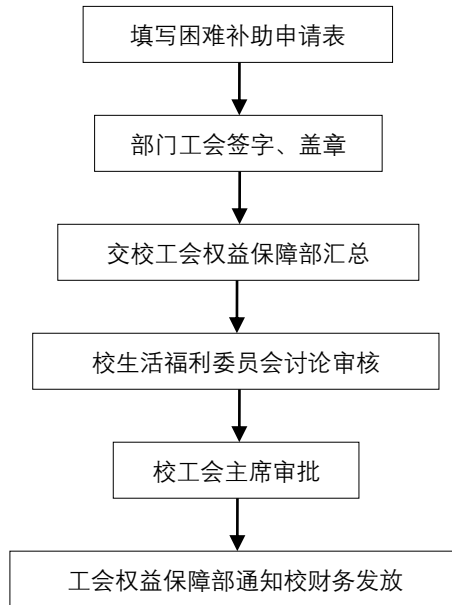 填写困难补助申请表
部门工会签字、盖章
交校工会权益保障部汇总
校生活福利委员会讨论审核
校工会主席审批
工会权益保障部通知校财务发放